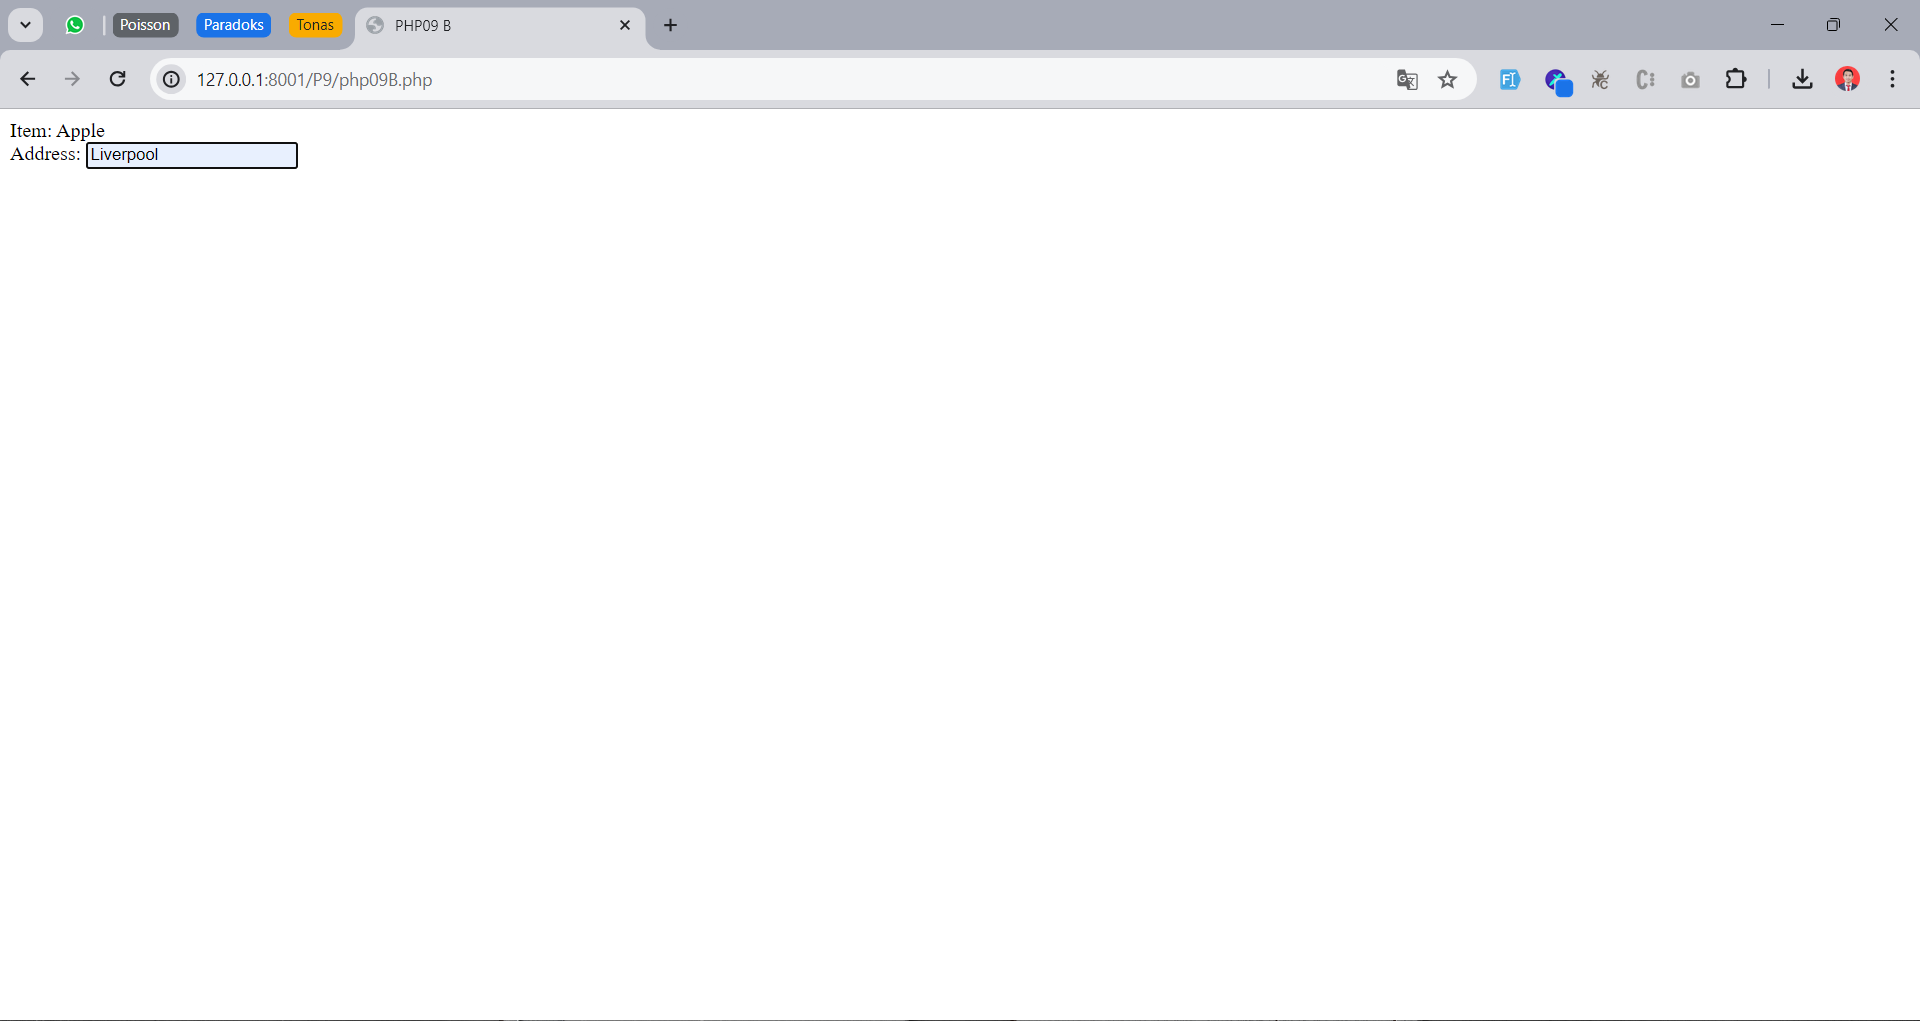 Poisson Paradoks Tonas PHP09 B
127.0.0.1:8001/P9/php09B.php
Item: Apple
Address: Liverpool